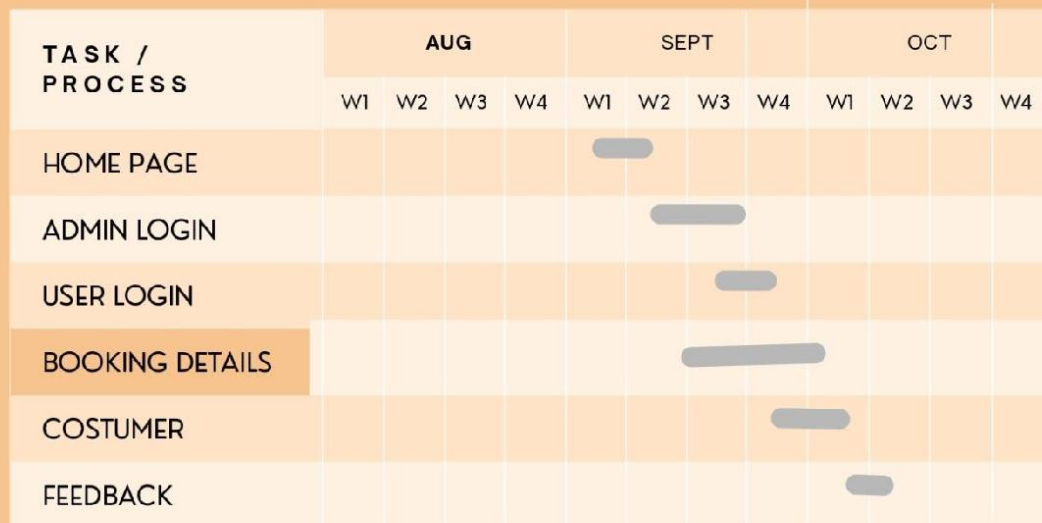 TASK /
PROCESS
AUG SEPT OCT
W1 W2 W3 W4 W1 W2 W3 W4 W1 W2 W3 W4
HOME PAGE
ADMIN LOGIN
USER LOGIN
BOOKING DETAILS
COSTUMER
FEEDBACK